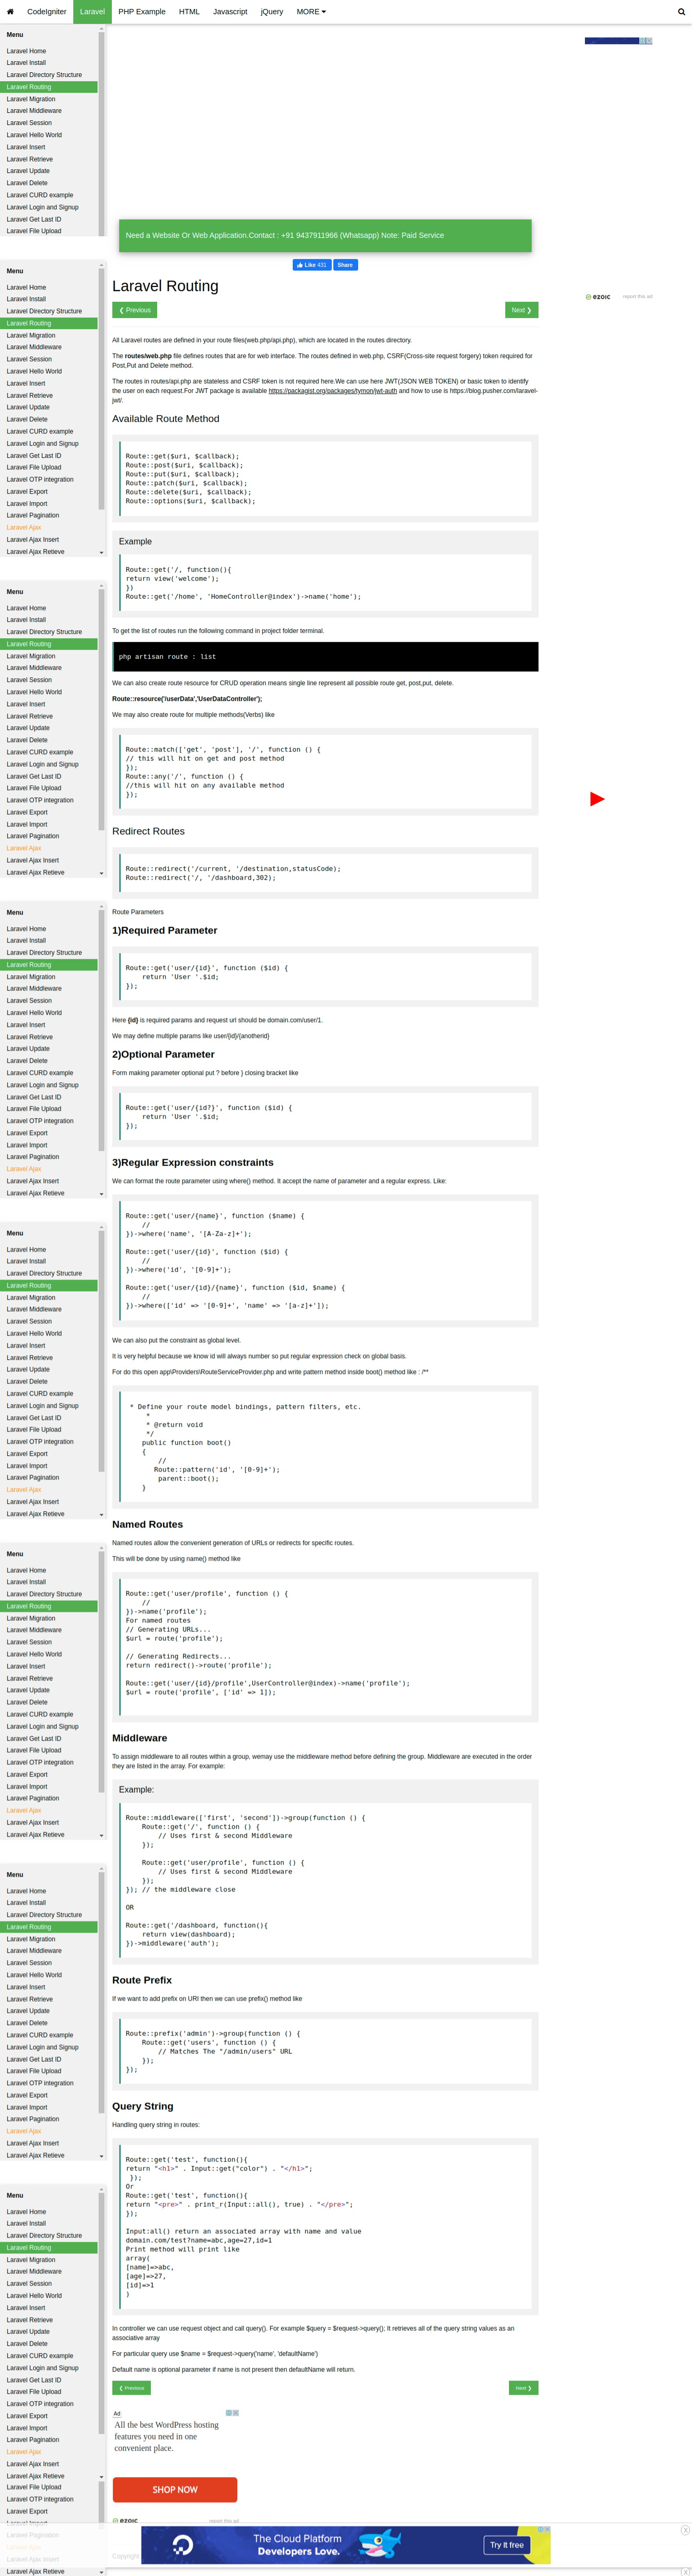 CodeIgniter Laravel PHP Example HTML Javascript jQuery MORE
Menu
Laravel Home
Laravel Install
Laravel Directory Structure
Laravel Routing
Laravel Migration
Laravel Middleware
Laravel Session
Laravel Hello World
Laravel Insert
Laravel Retrieve
Laravel Update
Laravel Delete
Laravel CURD example
Laravel Login and Signup
Laravel Get Last ID
Laravel File Upload
Need a Website Or Web Application.Contact : +91 9437911966 (Whatsapp) Note: Paid Service
Like 431 Share
Laravel Routing
❮ Previous
Next ❯
ezoic
report this ad
All Laravel routes are defined in your route files(web.php/api.php), which are located in the routes directory.
The routes/web.php file defines routes that are for web interface. The routes defined in web.php, CSRF(Cross-site request forgery) token required for
Post,Put and Delete method.
The routes in routes/api.php are stateless and CSRF token is not required here.We can use here JWT(JSON WEB TOKEN) or basic token to identify
the user on each request.For JWT package is available https://packagist.org/packages/tymon/jwt-auth and how to use is https://blog.pusher.com/laravel-
jwt/.
Available Route Method
Route::get($uri, $callback);
Route::post($uri, $callback);
Route::put($uri, $callback);
Route::patch($uri, $callback);
Route::delete($uri, $callback);
Route::options($uri, $callback);
Example
Route::get('/, function(){
return view('welcome');
})
Route::get('/home', 'HomeController@index')->name('home');
To get the list of routes run the following command in project folder terminal.
php artisan route : list
We can also create route resource for CRUD operation means single line represent all possible route get, post,put, delete.
Route::resource('/userData','UserDataController');
We may also create route for multiple methods(Verbs) like
Route::match(['get', 'post'], '/', function () {
// this will hit on get and post method
});
Route::any('/', function () {
//this will hit on any available method
});
Redirect Routes
Route::redirect('/current, '/destination,statusCode);
Route::redirect('/, '/dashboard,302);
Route Parameters
1)Required Parameter
Route::get('user/{id}', function ($id) {
return 'User '.$id;
});
Here {id} is required params and request url should be domain.com/user/1.
We may define multiple params like user/{id}/{anotherid}
2)Optional Parameter
Form making parameter optional put ? before } closing bracket like
Route::get('user/{id?}', function ($id) {
return 'User '.$id;
});
3)Regular Expression constraints
We can format the route parameter using where() method. It accept the name of parameter and a regular express. Like:
Route::get('user/{name}', function ($name) {
//
})->where('name', '[A-Za-z]+');
Route::get('user/{id}', function ($id) {
//
})->where('id', '[0-9]+');
Route::get('user/{id}/{name}', function ($id, $name) {
//
})->where(['id' => '[0-9]+', 'name' => '[a-z]+']);
We can also put the constraint as global level.
It is very helpful because we know id will always number so put regular expression check on global basis.
For do this open app\Providers\RouteServiceProvider.php and write pattern method inside boot() method like : /**
* Define your route model bindings, pattern filters, etc.
*
* @return void
*/
public function boot()
{
//
Route::pattern('id', '[0-9]+');
parent::boot();
}
Named Routes
Named routes allow the convenient generation of URLs or redirects for specific routes.
This will be done by using name() method like
Route::get('user/profile', function () {
//
})->name('profile');
For named routes
// Generating URLs...
$url = route('profile');
// Generating Redirects...
return redirect()->route('profile');
Route::get('user/{id}/profile',UserController@index)->name('profile');
$url = route('profile', ['id' => 1]);
Middleware
To assign middleware to all routes within a group, wemay use the middleware method before defining the group. Middleware are executed in the order
they are listed in the array. For example:
Example:
Route::middleware(['first', 'second'])->group(function () {
Route::get('/', function () {
// Uses first & second Middleware
});
Route::get('user/profile', function () {
// Uses first & second Middleware
});
}); // the middleware close
OR
Route::get('/dashboard, function(){
return view(dashboard);
})->middleware('auth');
Route Prefix
If we want to add prefix on URI then we can use prefix() method like
Route::prefix('admin')->group(function () {
Route::get('users', function () {
// Matches The "/admin/users" URL
});
});
Query String
Handling query string in routes:
Route::get('test', function(){
return "<h1>" . Input::get("color") . "</h1>";
});
Or
Route::get('test', function(){
return "<pre>" . print_r(Input::all(), true) . "</pre>";
});
Input:all() return an associated array with name and value
domain.com/test?name=abc,age=27,id=1
Print method will print like
array(
[name]=>abc,
[age]=>27,
[id]=>1
)
In controller we can use request object and call query(). For example $query = $request->query(); It retrieves all of the query string values as an
associative array
For particular query use $name = $request->query('name', 'defaultName')
Default name is optional parameter if name is not present then defaultName will return.
❮ Previous
Next ❯
Ad
All the best WordPress hosting
features you need in one
convenient place.
SHOP NOW
ezoic
report this ad
The Cloud Platform
Developers Love.
Try It free
Copyright